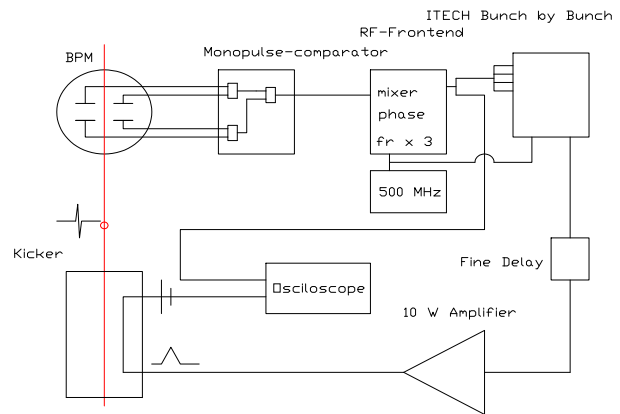 ITECH Bunch by Bunch
RF-Frontend
Monopulse-comparator
BPM
mixer
phase
fr x 3
500 MHz
Kicker
Fine Delay
Osciloscope
10 W Amplifier